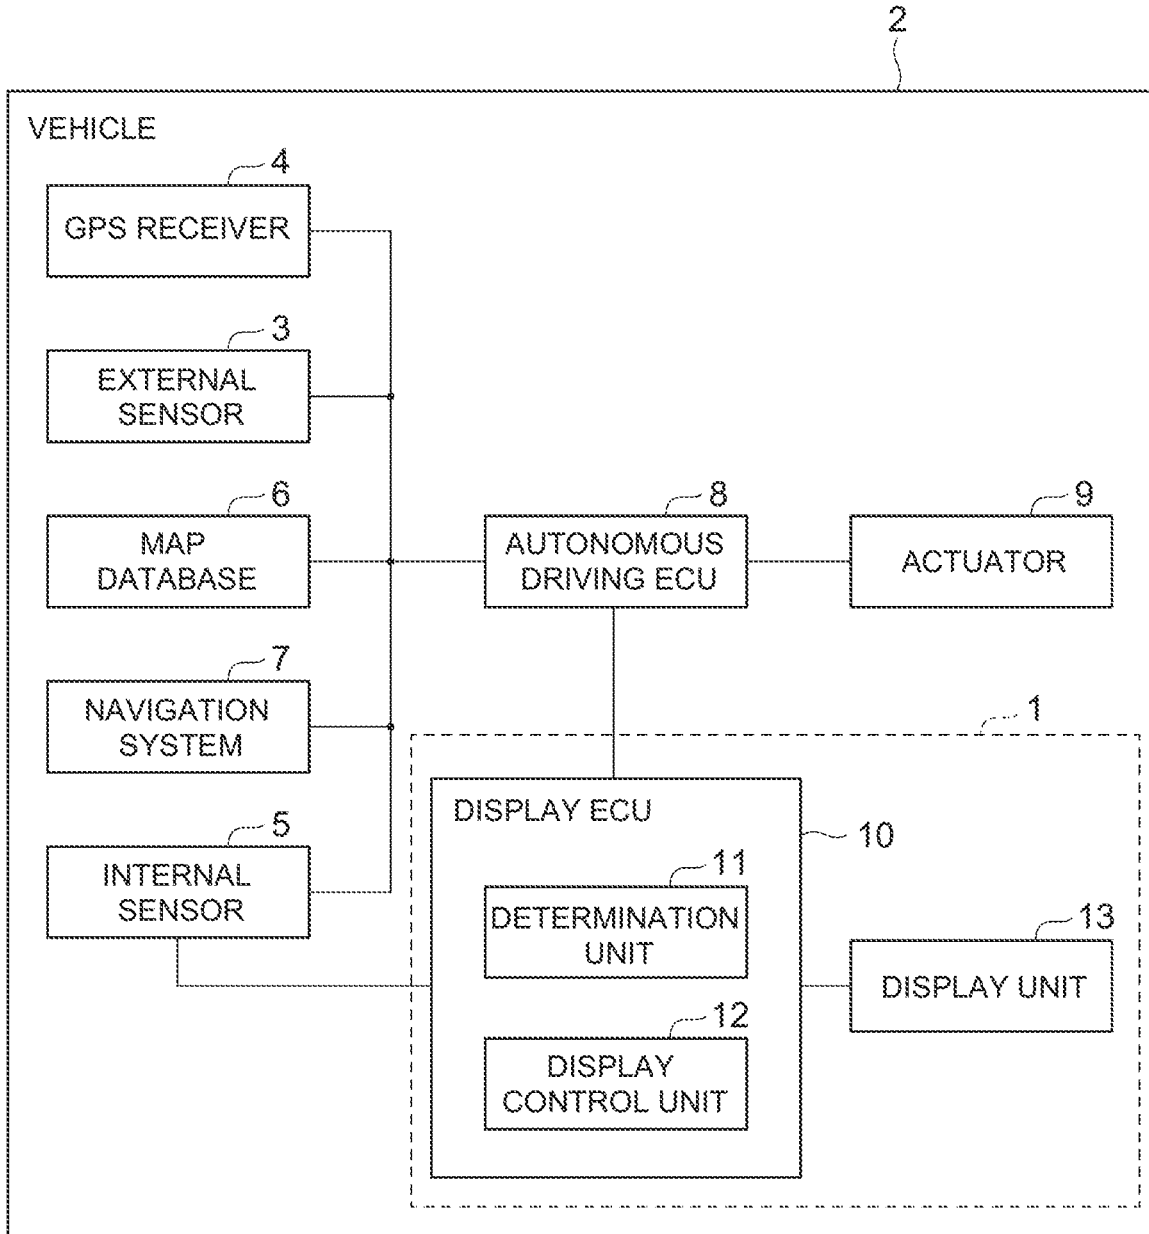 2
VEHICLE
4
GPS RECEIVER
3
EXTERNAL
SENSOR
6
MAP
DATABASE
8
AUTONOMOUS
DRIVING ECU
9
ACTUATOR
7
NAVIGATION
SYSTEM
1
5
INTERNAL
SENSOR
DISPLAY ECU
10
11
DETERMINATION
UNIT
12
DISPLAY
CONTROL UNIT
13
DISPLAY UNIT